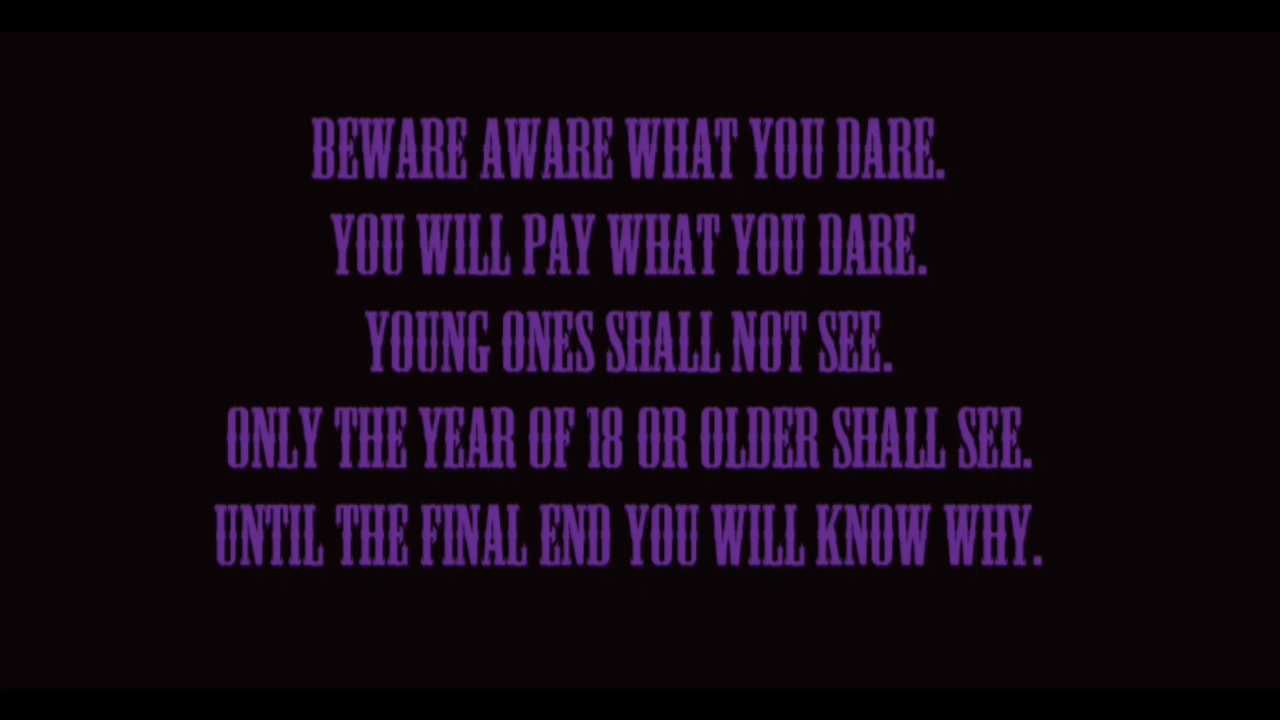 BEWARE AWARE WHAT YOU DARE.
YOU WILL PAY WHAT YOU DARE.
YOUNG ONES SHALL NOT SEE.
ONLY THE YEAR OF 18 OR OLDER SHALL SEE.
UNTIL THE FINAL END YOU WILL KNOW WHY.